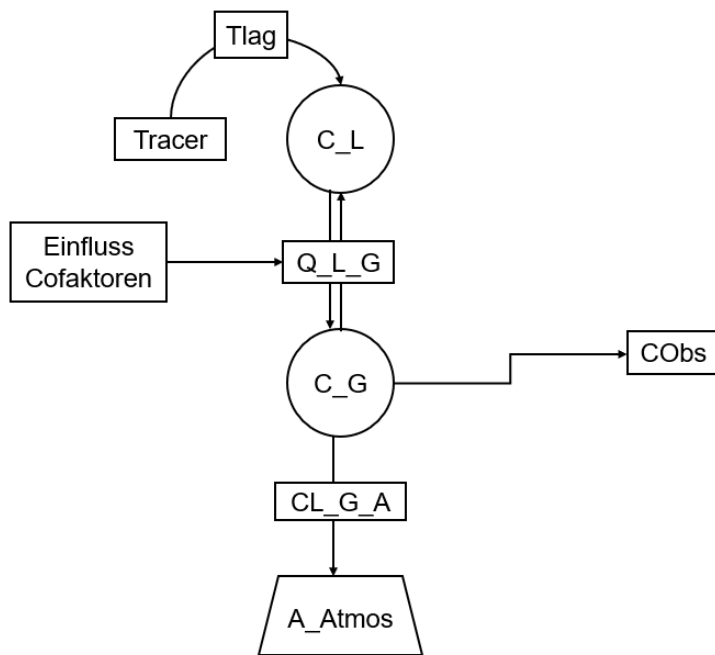 Tlag
Tracer
C_L
Einfluss
Cofaktoren
Q_L_G
C_G
CObs
CL_G_A
A_Atmos